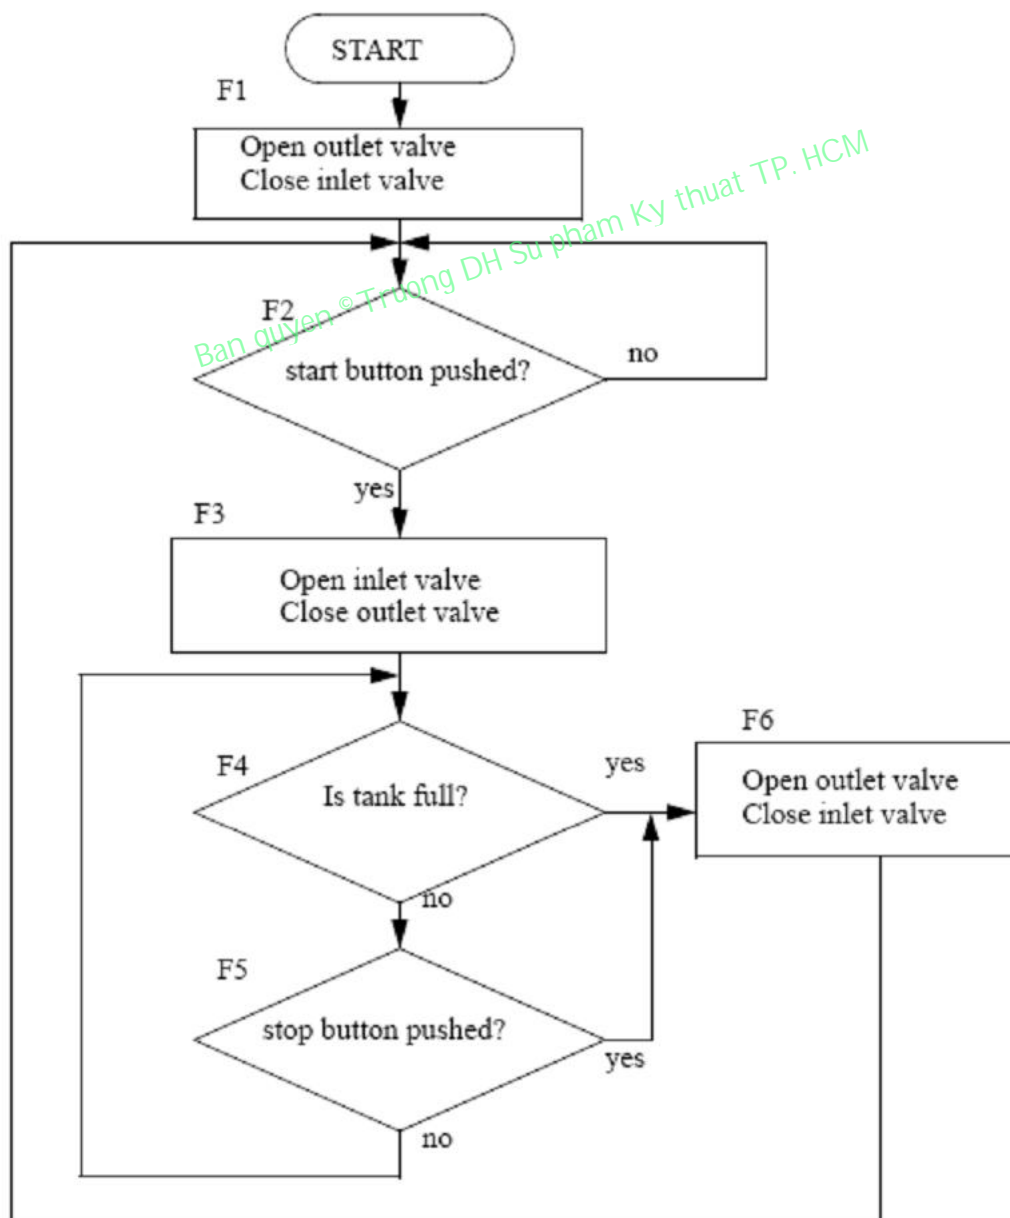 START
F1
Open outlet valve
Close inlet valve
Ban quyen © Truong DH Su pham Ky thuat TP. HCM
F2
start button pushed?
no
yes
F3
Open inlet valve
Close outlet valve
F6
F4
yes
Is tank full?
Open outlet valve
Close inlet valve
no
F5
stop button pushed?
yes
no